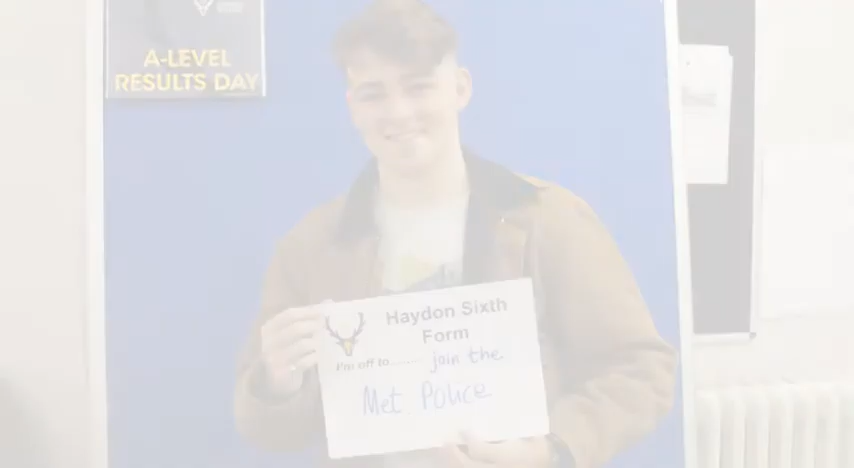 A-LEVEL
RESULTS DAY
Haydon Sixth
Form
I'm off to....... join the
Met. Police